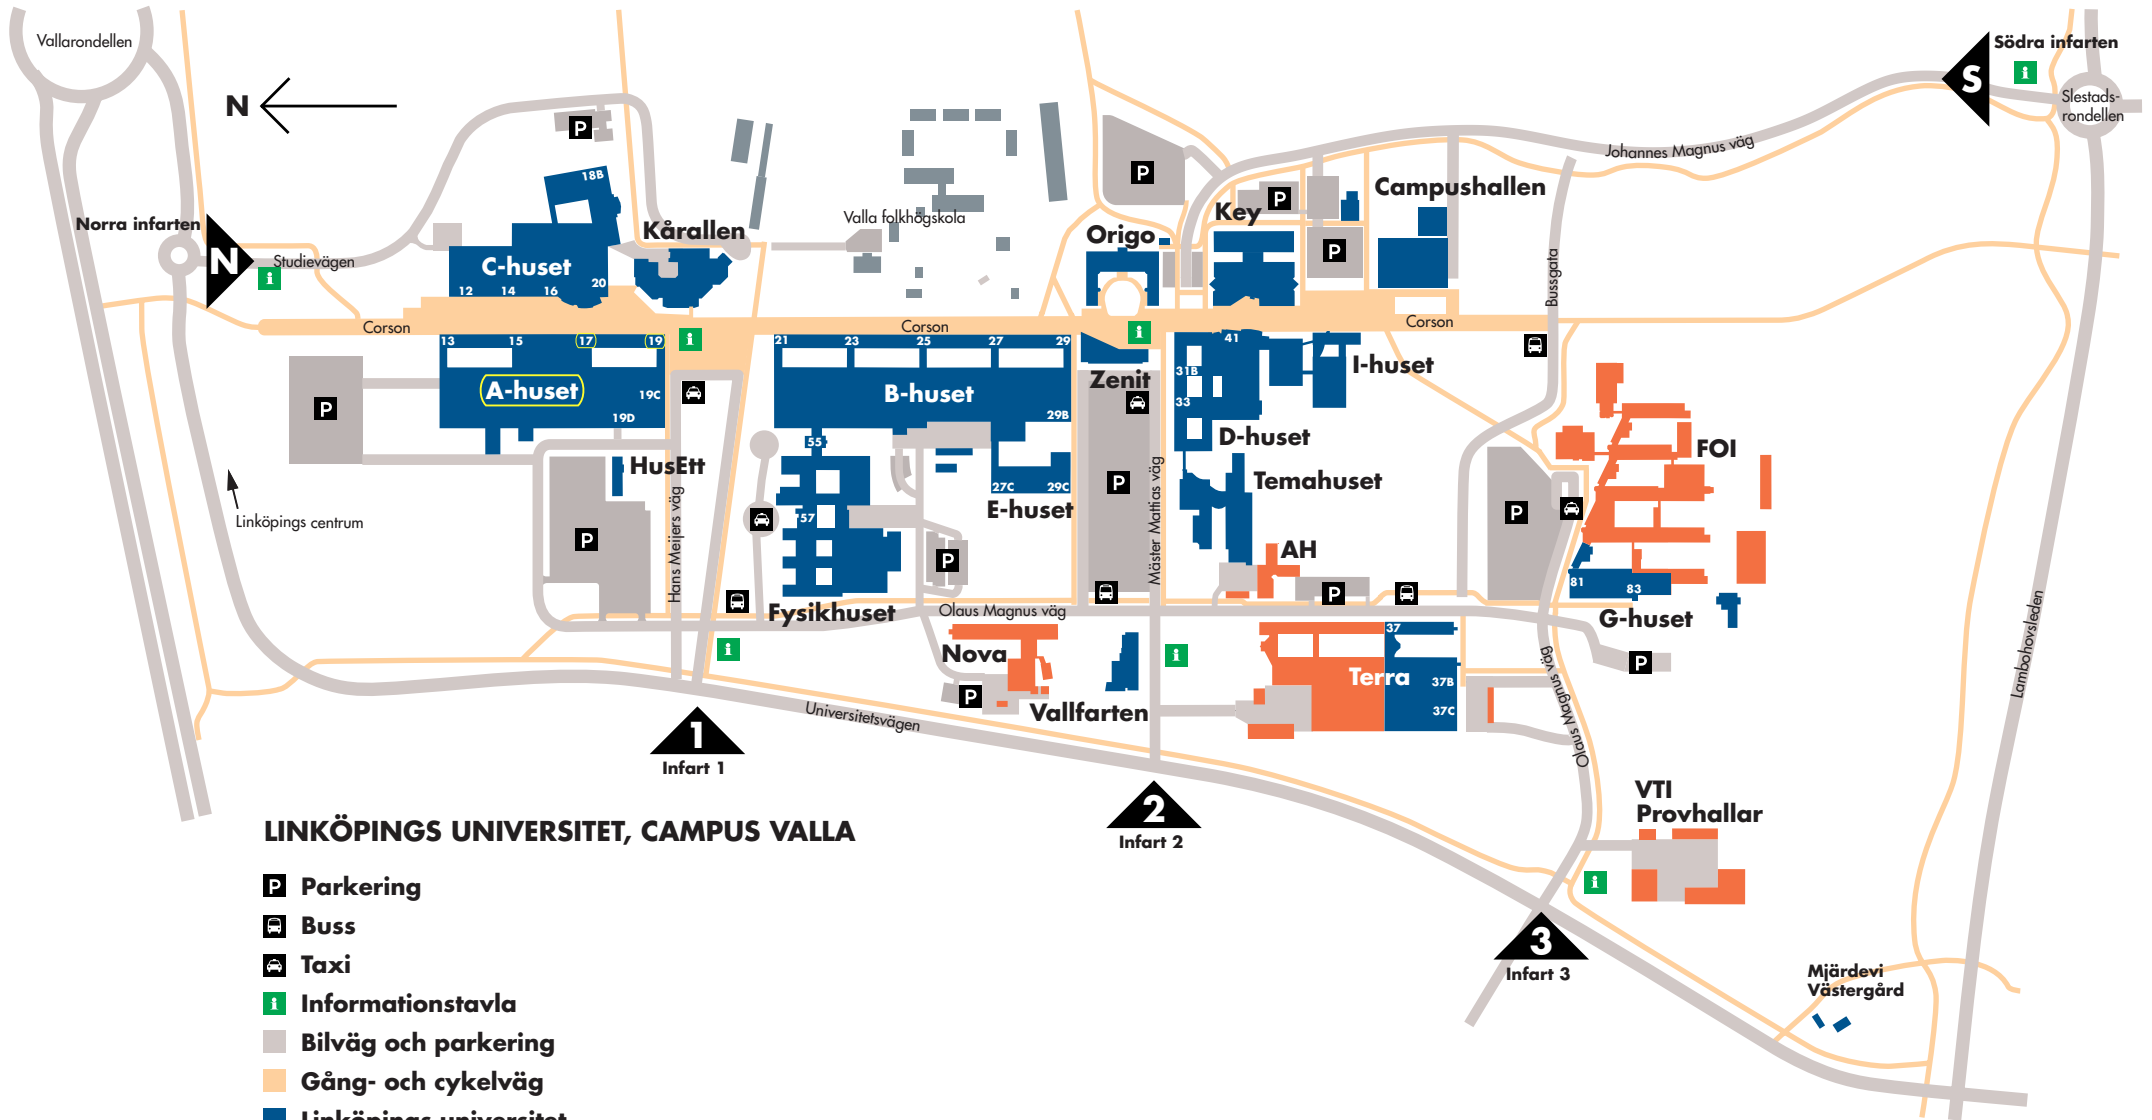 Vallarondellen
N
Södra infarten
S
i
Slestads-
rondellen
P
Johannes Magnus väg
18B
P
Campushallen
Key
P
Norra infarten
N
i
Studievägen
Kårallen
Valla folkhögskola
Origo
P
C-huset
12
14
16
20
Bussgata
Corson
Corson
Corson
i
i
13
15
17
19
21
23
25
27
29
41
I-huset
31B
Zenit
A-huset
19C
B-huset
33
19D
29B
P
55
D-huset
FOI
HusEtt
27C
29C
Temahuset
Linköpings centrum
E-huset
P
P
57
P
P
Hans Meijers väg
Mäster Mattias väg
AH
81
83
P
Fysikhuset
Olaus Magnus väg
G-huset
i
Nova
i
37
P
Terra
37B
37C
P
Vallfarten
Universitetsvägen
Olaus Magnus väg
Lambohovsleden
1
Infart 1
2
Infart 2
VTI
Provhallar
i
3
Infart 3
Mjärdevi
Västergård
LINKÖPINGS UNIVERSITET, CAMPUS VALLA
P Parkering
Buss
Taxi
i Informationstavla
Bilväg och parkering
Gång- och cykelväg
Linköpings universitet